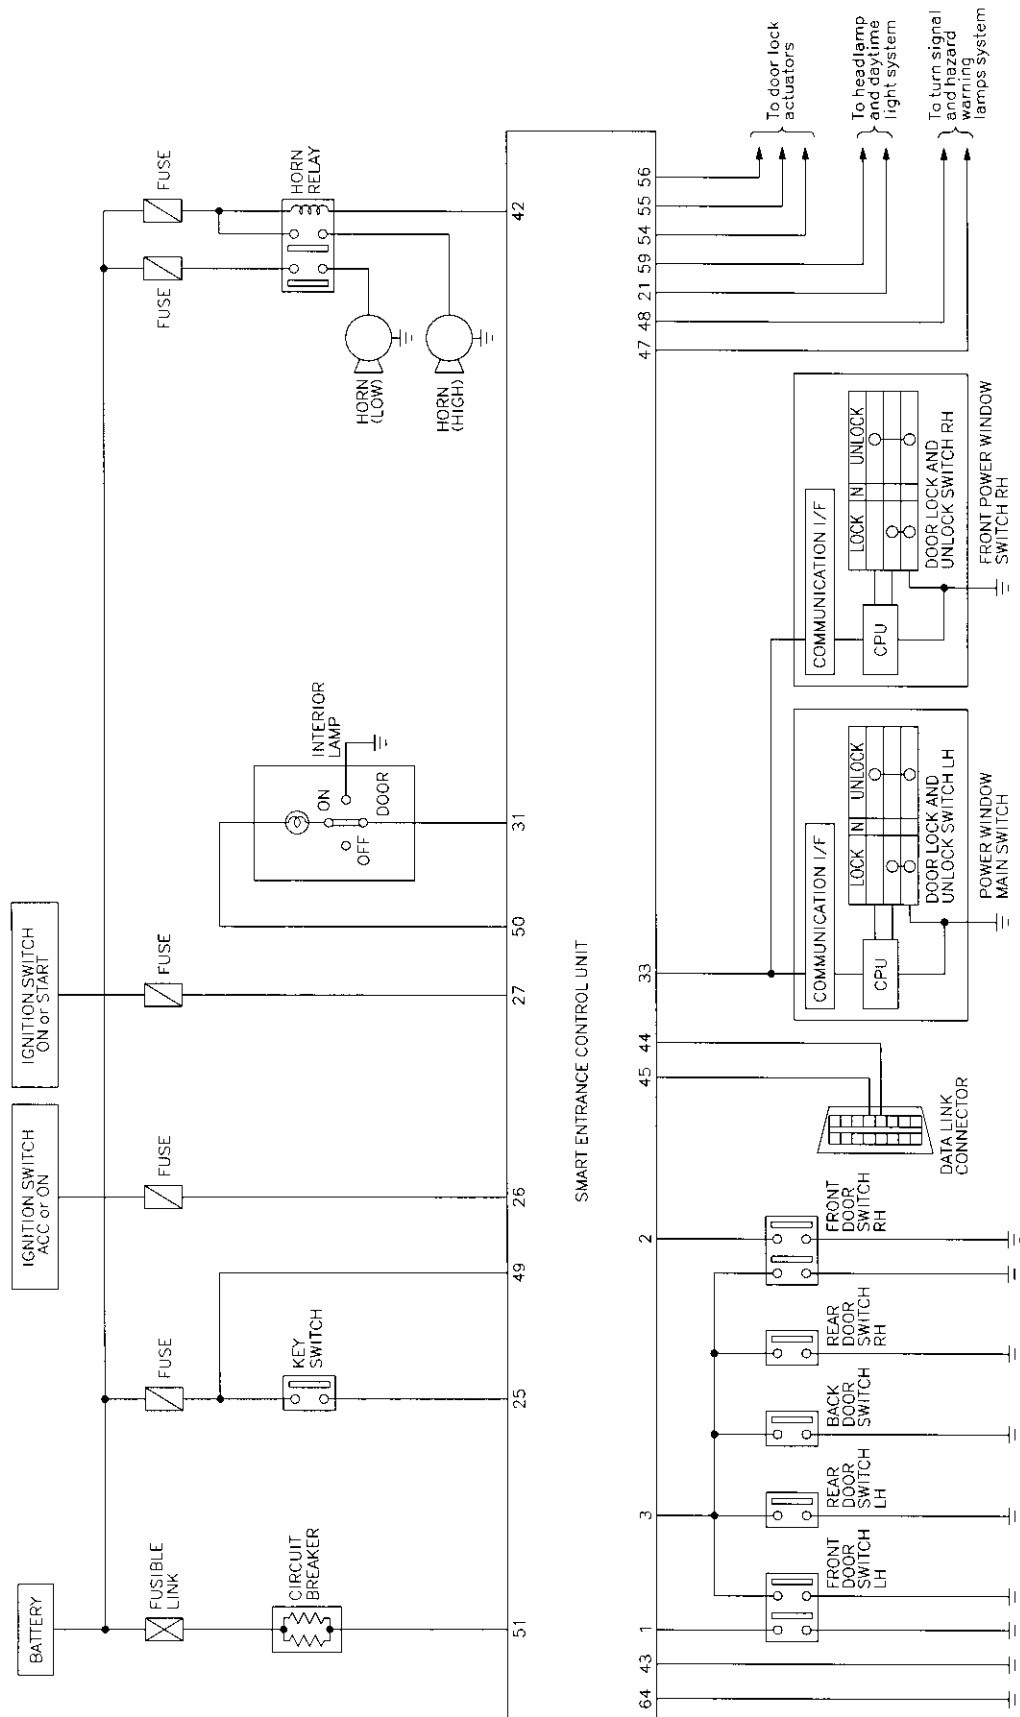 BATTERY
FUSIBLE
LINK
CIRCUIT
BREAKER
51
FUSE
KEY
SWITCH
25
49
IGNITION SWITCH
ACC or ON
FUSE
26
IGNITION SWITCH
ON or START
FUSE
27
50
INTERIOR
LAMP
ON
OFF
DOOR
31
FUSE
FUSE
HORN
RELAY
HORN
(LOW)
HORN
(HIGH)
42
SMART ENTRANCE CONTROL UNIT
64
43
1
3
2
45
44
33
47
48
21
59
54
55
56
FRONT
DOOR
SWITCH
LH
REAR
DOOR
SWITCH
LH
BACK
DOOR
SWITCH
REAR
DOOR
SWITCH
RH
FRONT
DOOR
SWITCH
RH
DATA LINK
CONNECTOR
COMMUNICATION I/F
CPU
LOCK N UNLOCK
DOOR LOCK AND
UNLOCK SWITCH LH
POWER WINDOW
MAIN SWITCH
COMMUNICATION I/F
CPU
LOCK N UNLOCK
DOOR LOCK AND
UNLOCK SWITCH RH
FRONT POWER WINDOW
SWITCH RH
To door lock
actuators
To headlamp
and daytime
light system
To turn signal
and hazard
warning
lamps system